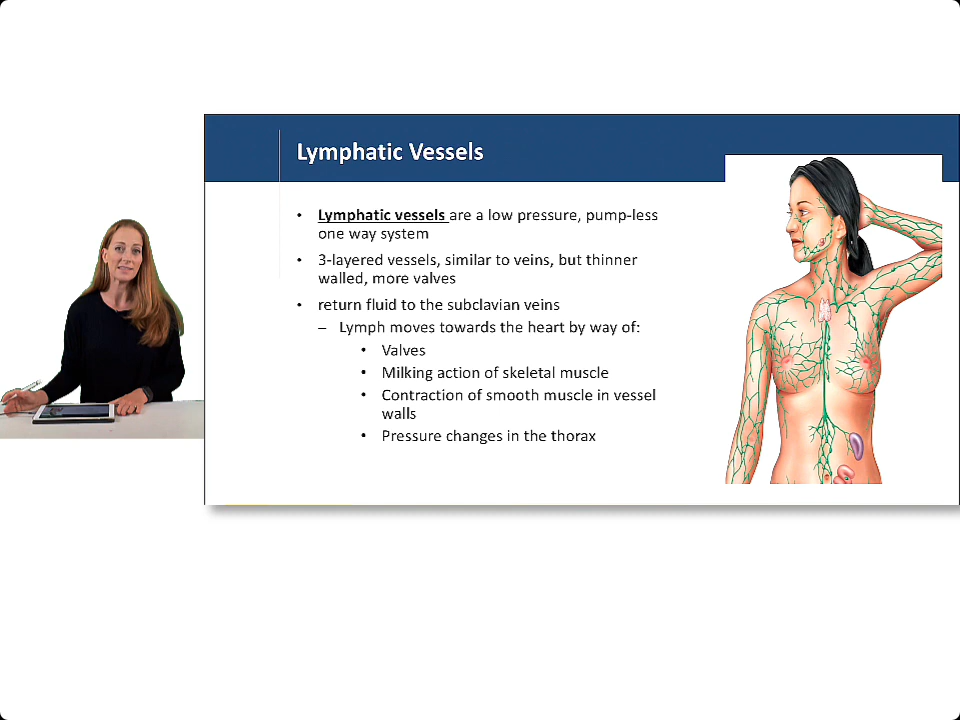 Lymphatic Vessels
• Lymphatic vessels are a low pressure, pump-less
one way system
• 3-layered vessels, similar to veins, but thinner
walled, more valves
• return fluid to the subclavian veins
– Lymph moves towards the heart by way of:
• Valves
• Milking action of skeletal muscle
• Contraction of smooth muscle in vessel
walls
• Pressure changes in the thorax